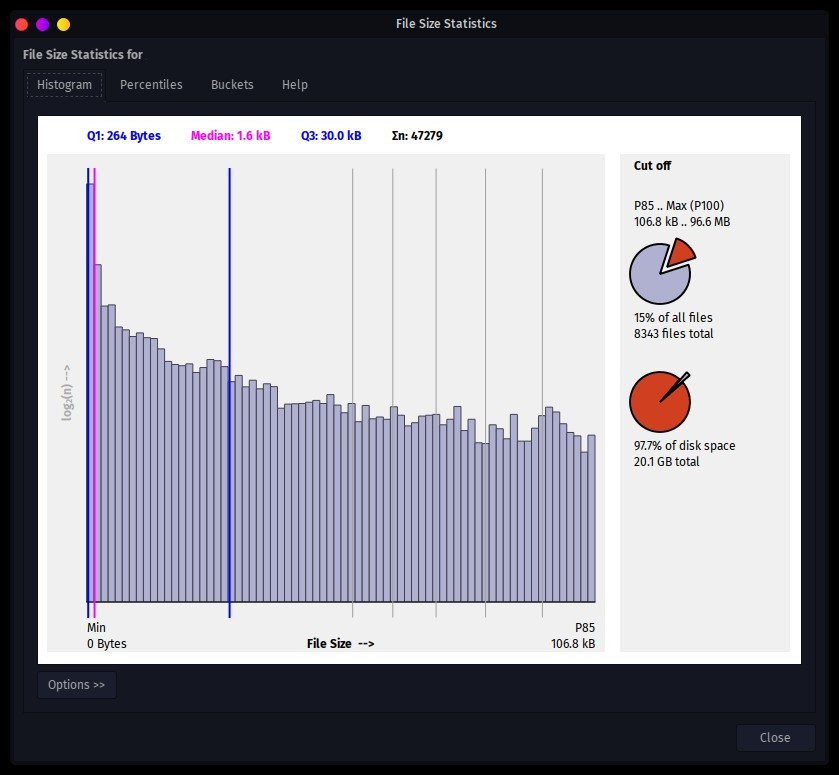 File Size Statistics
File Size Statistics for
Histogram Percentiles Buckets Help
Q1: 264 Bytes Median: 1.6 kB Q3: 30.0 kB Σn: 47279
log₂(n) -->
Min P85
0 Bytes File Size --> 106.8 kB
Cut off
P85 .. Max (P100)
106.8 kB .. 96.6 MB
15% of all files
8343 files total
97.7% of disk space
20.1 GB total
Options >>
Close